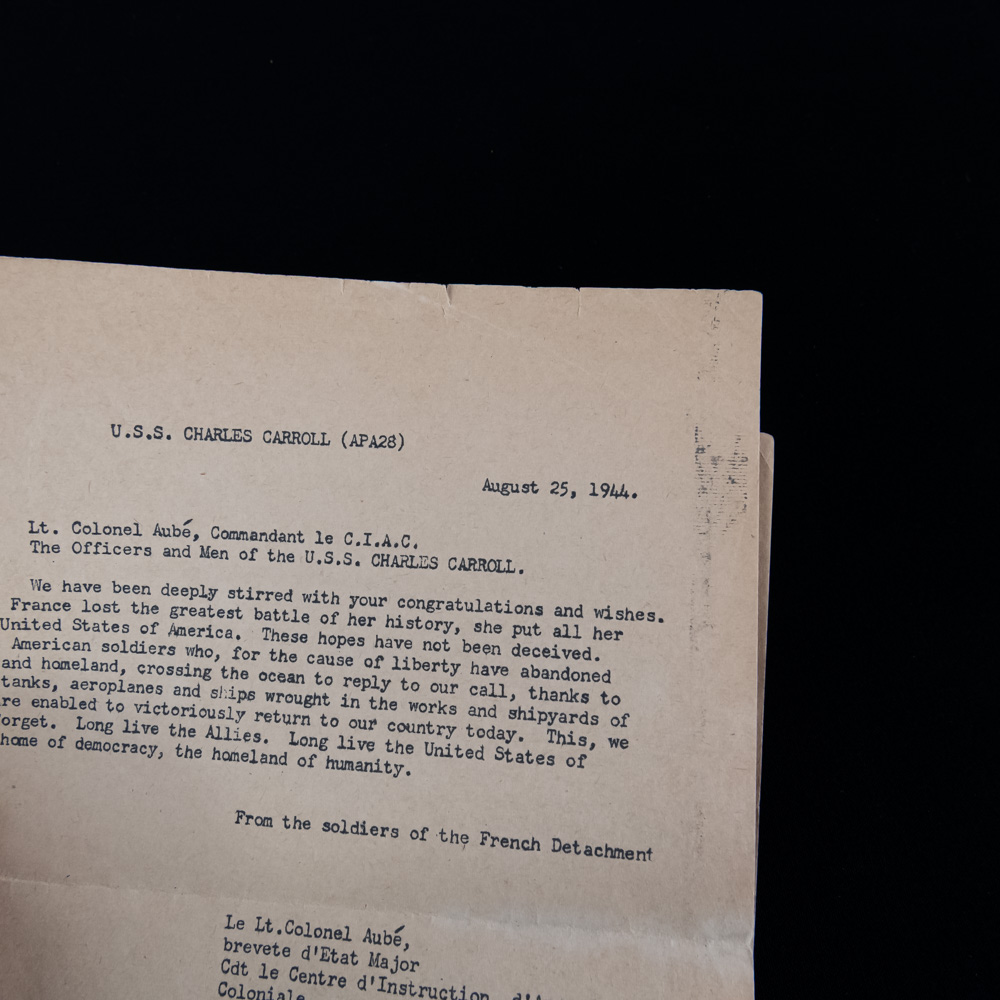 U.S.S. CHARLES CARROLL (APA28)
August 25, 1944.
Lt. Colonel Aubé, Commandant le C.I.A.C.
The Officers and Men of the U.S.S. CHARLES CARROLL.
We have been deeply stirred with your congratulations and wishes.
France lost the greatest battle of her history, she put all her
United States of America. These hopes have not been deceived.
American soldiers who, for the cause of liberty have abandoned
and homeland, crossing the ocean to reply to our call, thanks to
tanks, aeroplanes and ships wrought in the works and shipyards of
re enabled to victoriously return to our country today. This, we
orget. Long live the Allies. Long live the United States of
home of democracy, the homeland of humanity.
From the soldiers of the French Detachment
Le Lt.Colonel Aubé,
brevete d'Etat Major
Cdt le Centre d'Instruction
Coloniale